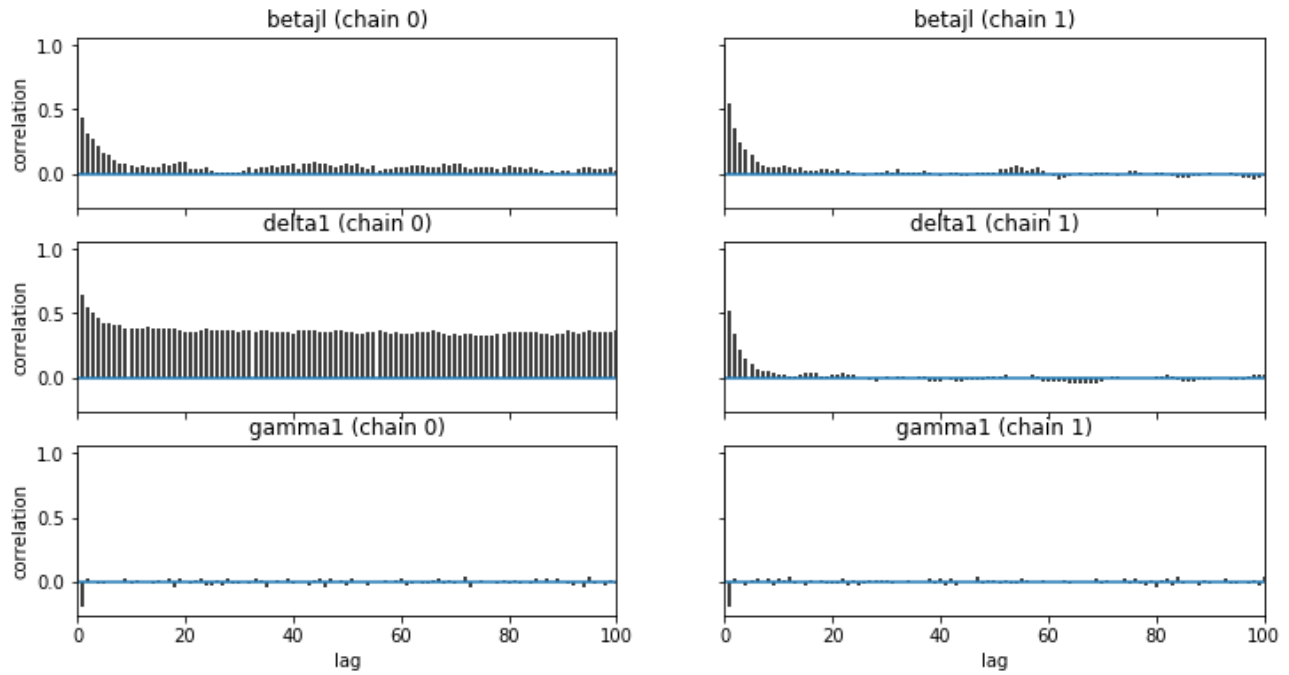 betajl (chain 0)
betajl (chain 1)
1.0
0.5
0.0
correlation
delta1 (chain 0)
delta1 (chain 1)
1.0
0.5
0.0
correlation
gamma1 (chain 0)
gamma1 (chain 1)
1.0
0.5
0.0
correlation
0 20 40 60 80 100
0 20 40 60 80 100
lag
lag